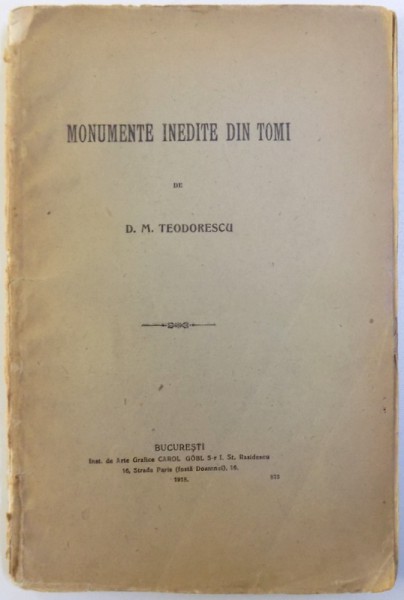 MONUMENTE INEDITE DIN TOMI
DE
D. M. TEODORESCU
BUCUREȘTI
Inst. de Arte Grafice CAROL GÖBL S-r I. St. Rasidescu
16, Strada Paris (fostă Doamnei), 16.